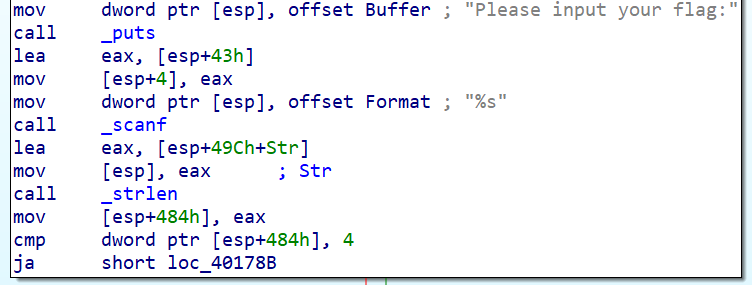 mov     dword ptr [esp], offset Buffer ; "Please input your flag:"
call    _puts
lea     eax, [esp+43h]
mov     [esp+4], eax
mov     dword ptr [esp], offset Format ; "%s"
call    _scanf
lea     eax, [esp+49Ch+Str]
mov     [esp], eax      ; Str
call    _strlen
mov     [esp+484h], eax
cmp     dword ptr [esp+484h], 4
ja      short loc_40178B